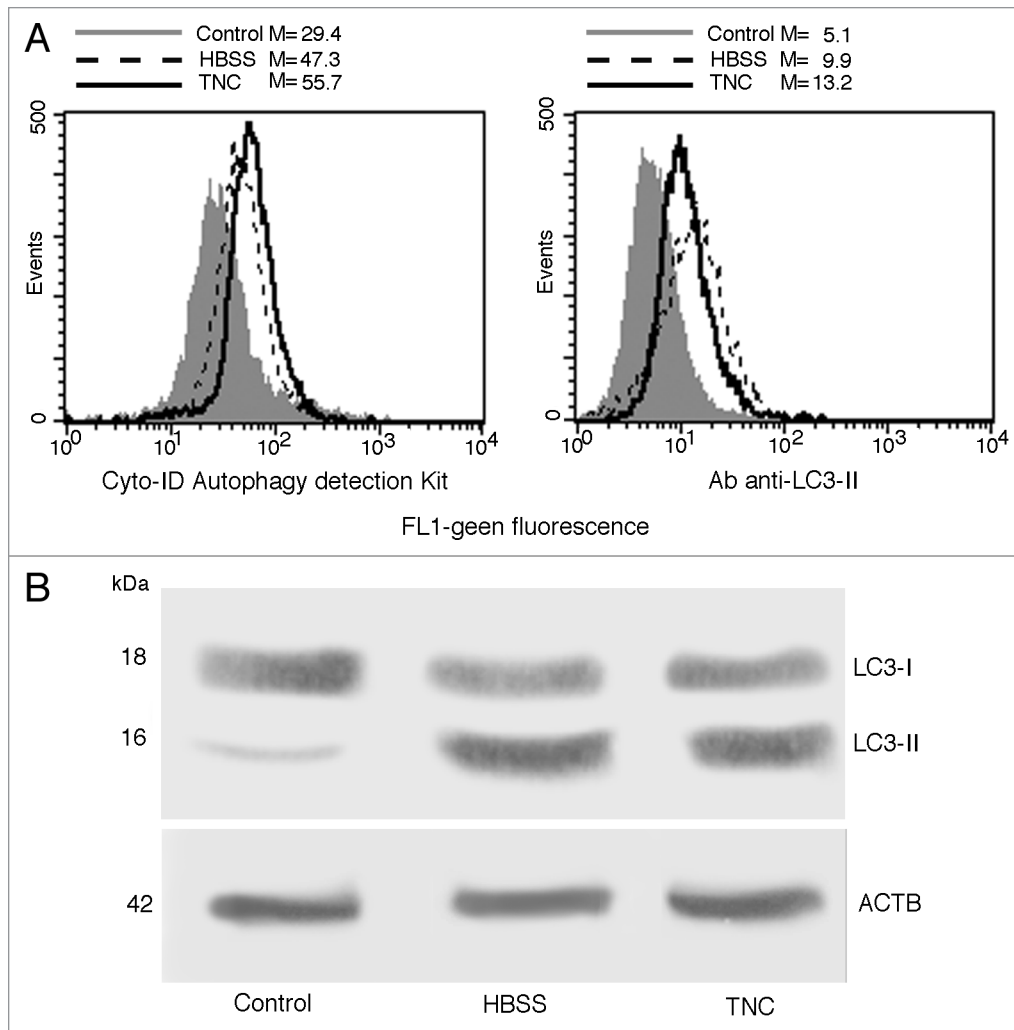 A
Control M= 29.4
HBSS M=47.3
TNC M=55.7
500
Events
0
10^0 10^1 10^2 10^3 10^4
Cyto-ID Autophagy detection Kit
Control M= 5.1
HBSS M= 9.9
TNC M=13.2
500
Events
0
10^0 10^1 10^2 10^3 10^4
Ab anti-LC3-II
FL1-geen fluorescence
B
kDa
18 LC3-I
16 LC3-II
42 ACTB
Control HBSS TNC